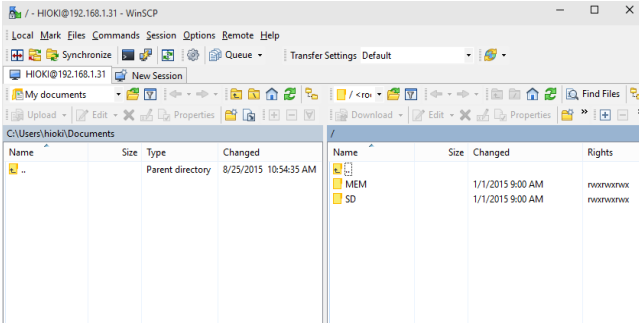 / - HIOKI@192.168.1.31 - WinSCP
Local Mark Files Commands Session Options Remote Help
Synchronize Queue Transfer Settings Default
HIOKI@192.168.1.31 New Session
My documents / <roo Find Files
Upload Edit Properties Download Edit Properties
C:\Users\hioki\Documents /
Name Size Type Changed Name Size Changed Rights
.. Parent directory 8/25/2015 10:54:35 AM ..
MEM 1/1/2015 9:00 AM rwxrwxrwx
SD 1/1/2015 9:00 AM rwxrwxrwx